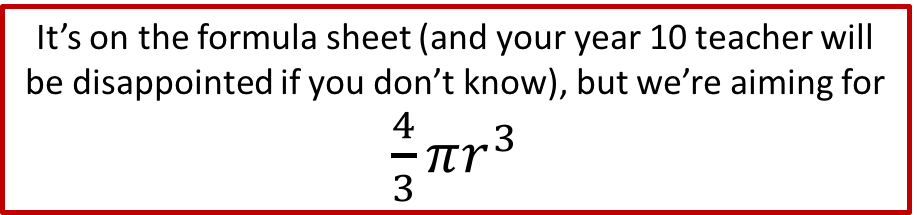 It’s on the formula sheet (and your year 10 teacher will
be disappointed if you don’t know), but we’re aiming for
4/3 πr³